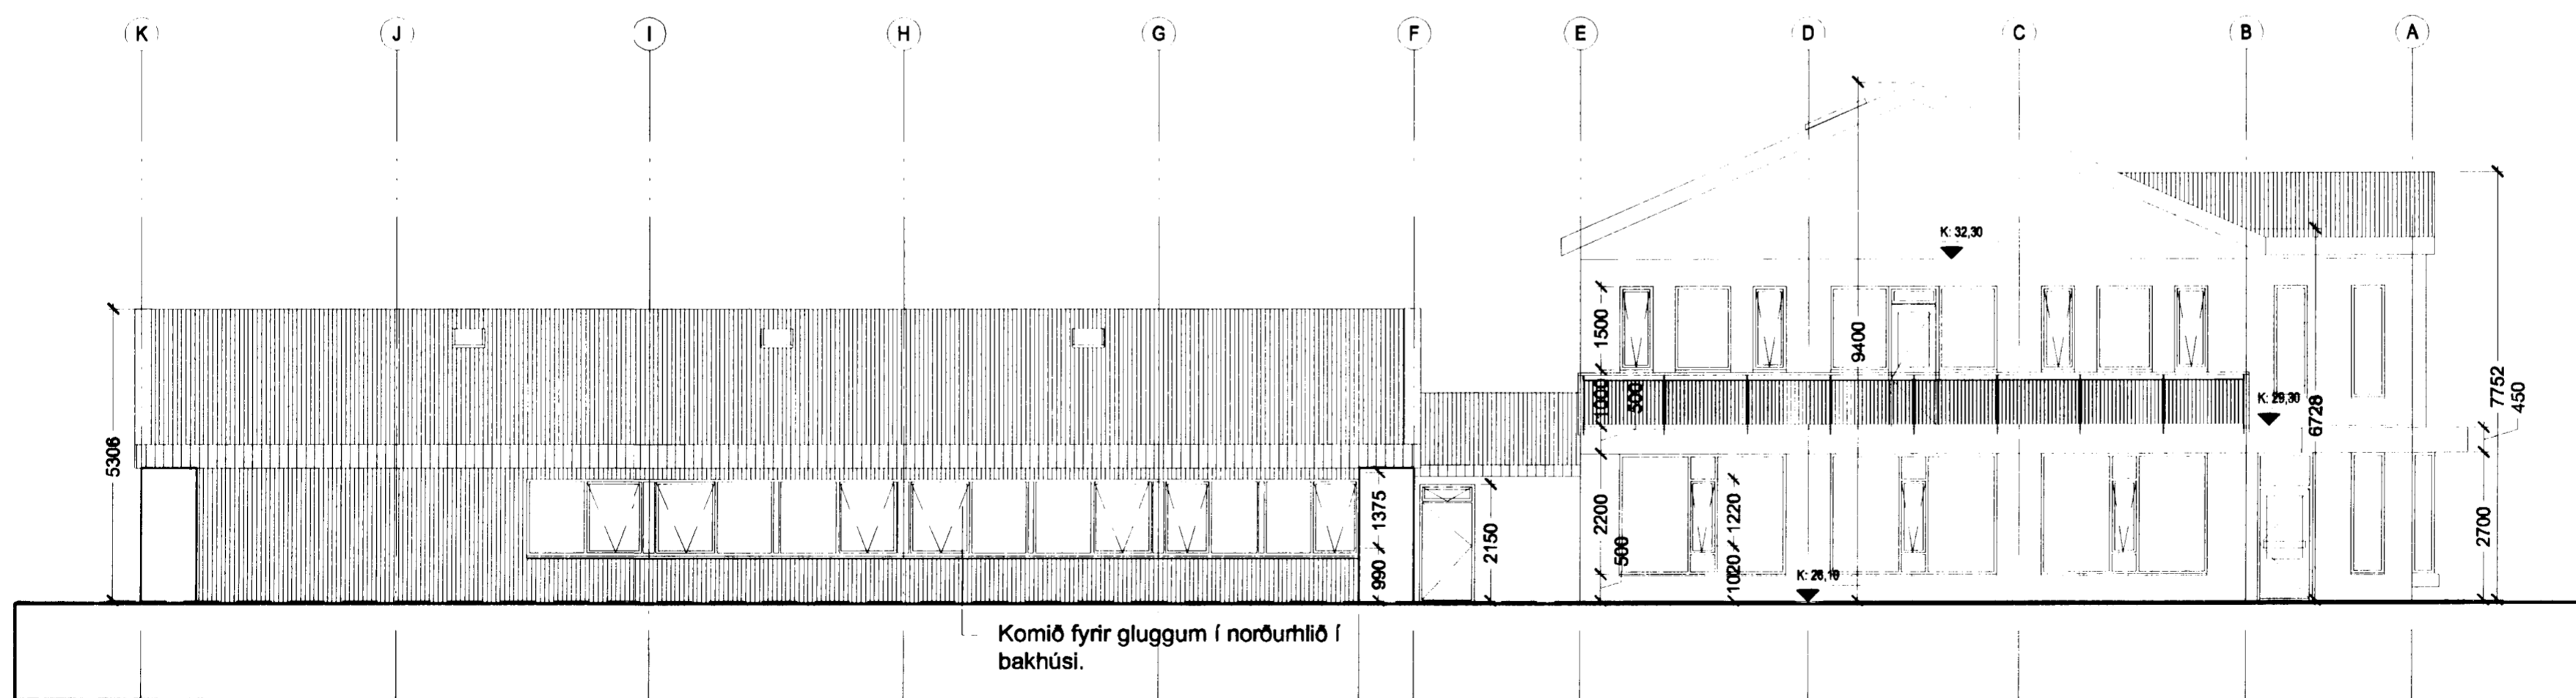 K J I H G F E D C B A
K: 32,30
1500
9400
1000
500
K: 29,30
7752
450
6728
5306
1375
990
2150
2200
500
1220
1020
K: 26,10
2700
Komið fyrir gluggum í norðurhlið í
bakhúsi.